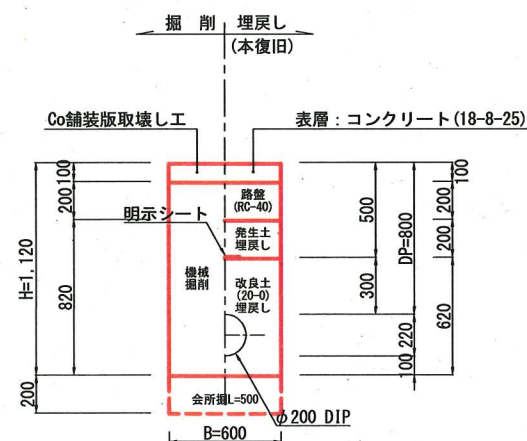 掘 削 埋戻し
(本復旧)
Co舗装版取壊し工
表層：コンクリート(18-8-25)
100
200
H=1,120
820
200
路盤
(RC-40)
明示シート
発生土
埋戻し
機械
掘削
改良土
(20-0)
埋戻し
500
300
DP=800
220
100
100
200
200
620
会所掘L=500
φ200 DIP
B=600